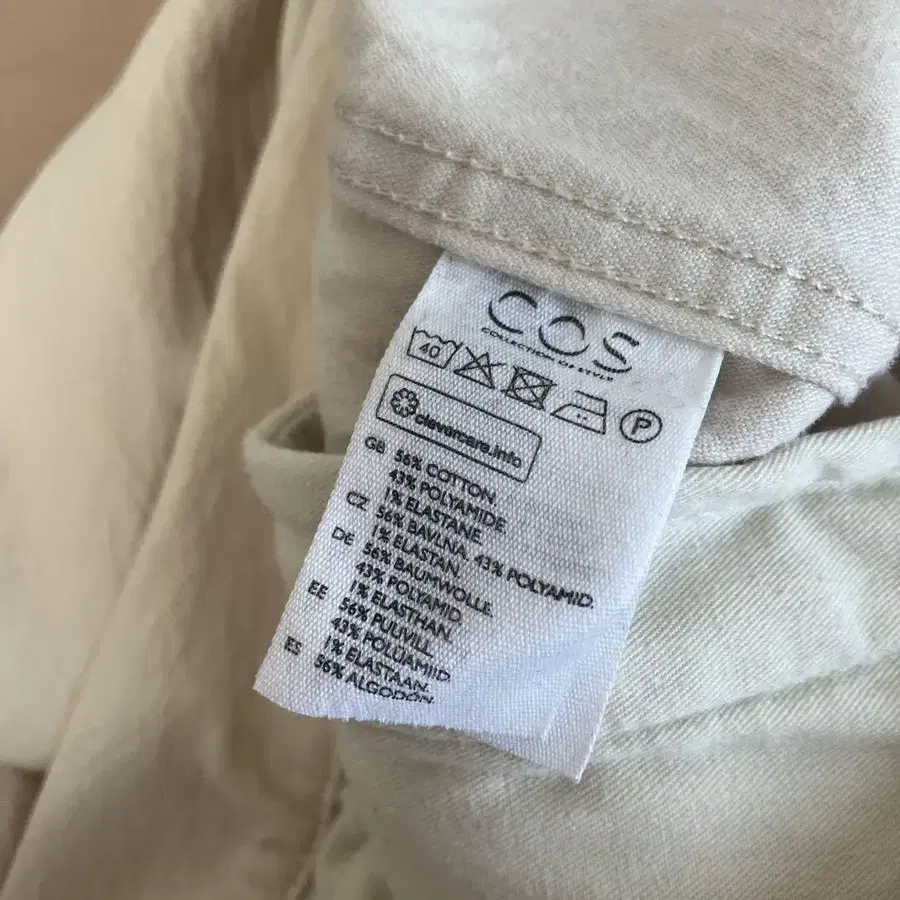 COS
COLLECTION OF STYLE
40 P
clevercare.info
GB 56% COTTON
43% POLYAMIDE
1% ELASTANE
CZ 56% BAVLNA. 43% POLYAMID.
1% ELASTAN.
DE 56% BAUMWOLLE.
43% POLYAMID.
1% ELASTHAN.
EE 56% PUUVILL.
43% POLÜAMIID
1% ELASTAAN.
ES 56% ALGODÓN.